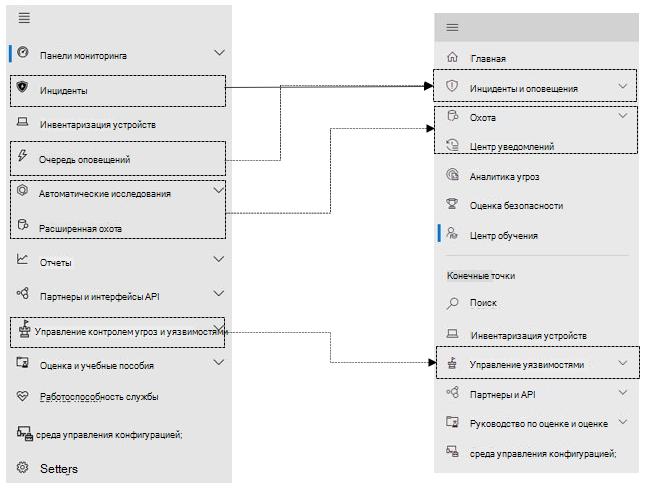 Панели мониторинга
Инциденты
Инвентаризация устройств
Очередь оповещений
Автоматические исследования
Расширенная охота
Отчеты
Партнеры и интерфейсы API
Управление контролем угроз и уязвимостями
Оценка и учебные пособия
Работоспособность службы
среда управления конфигурацией;
Setters
Главная
Инциденты и оповещения
Охота
Центр уведомлений
Аналитика угроз
Оценка безопасности
Центр обучения
Конечные точки
Поиск
Инвентаризация устройств
Управление уязвимостями
Партнеры и API
Руководство по оценке и оценке
среда управления конфигурацией;